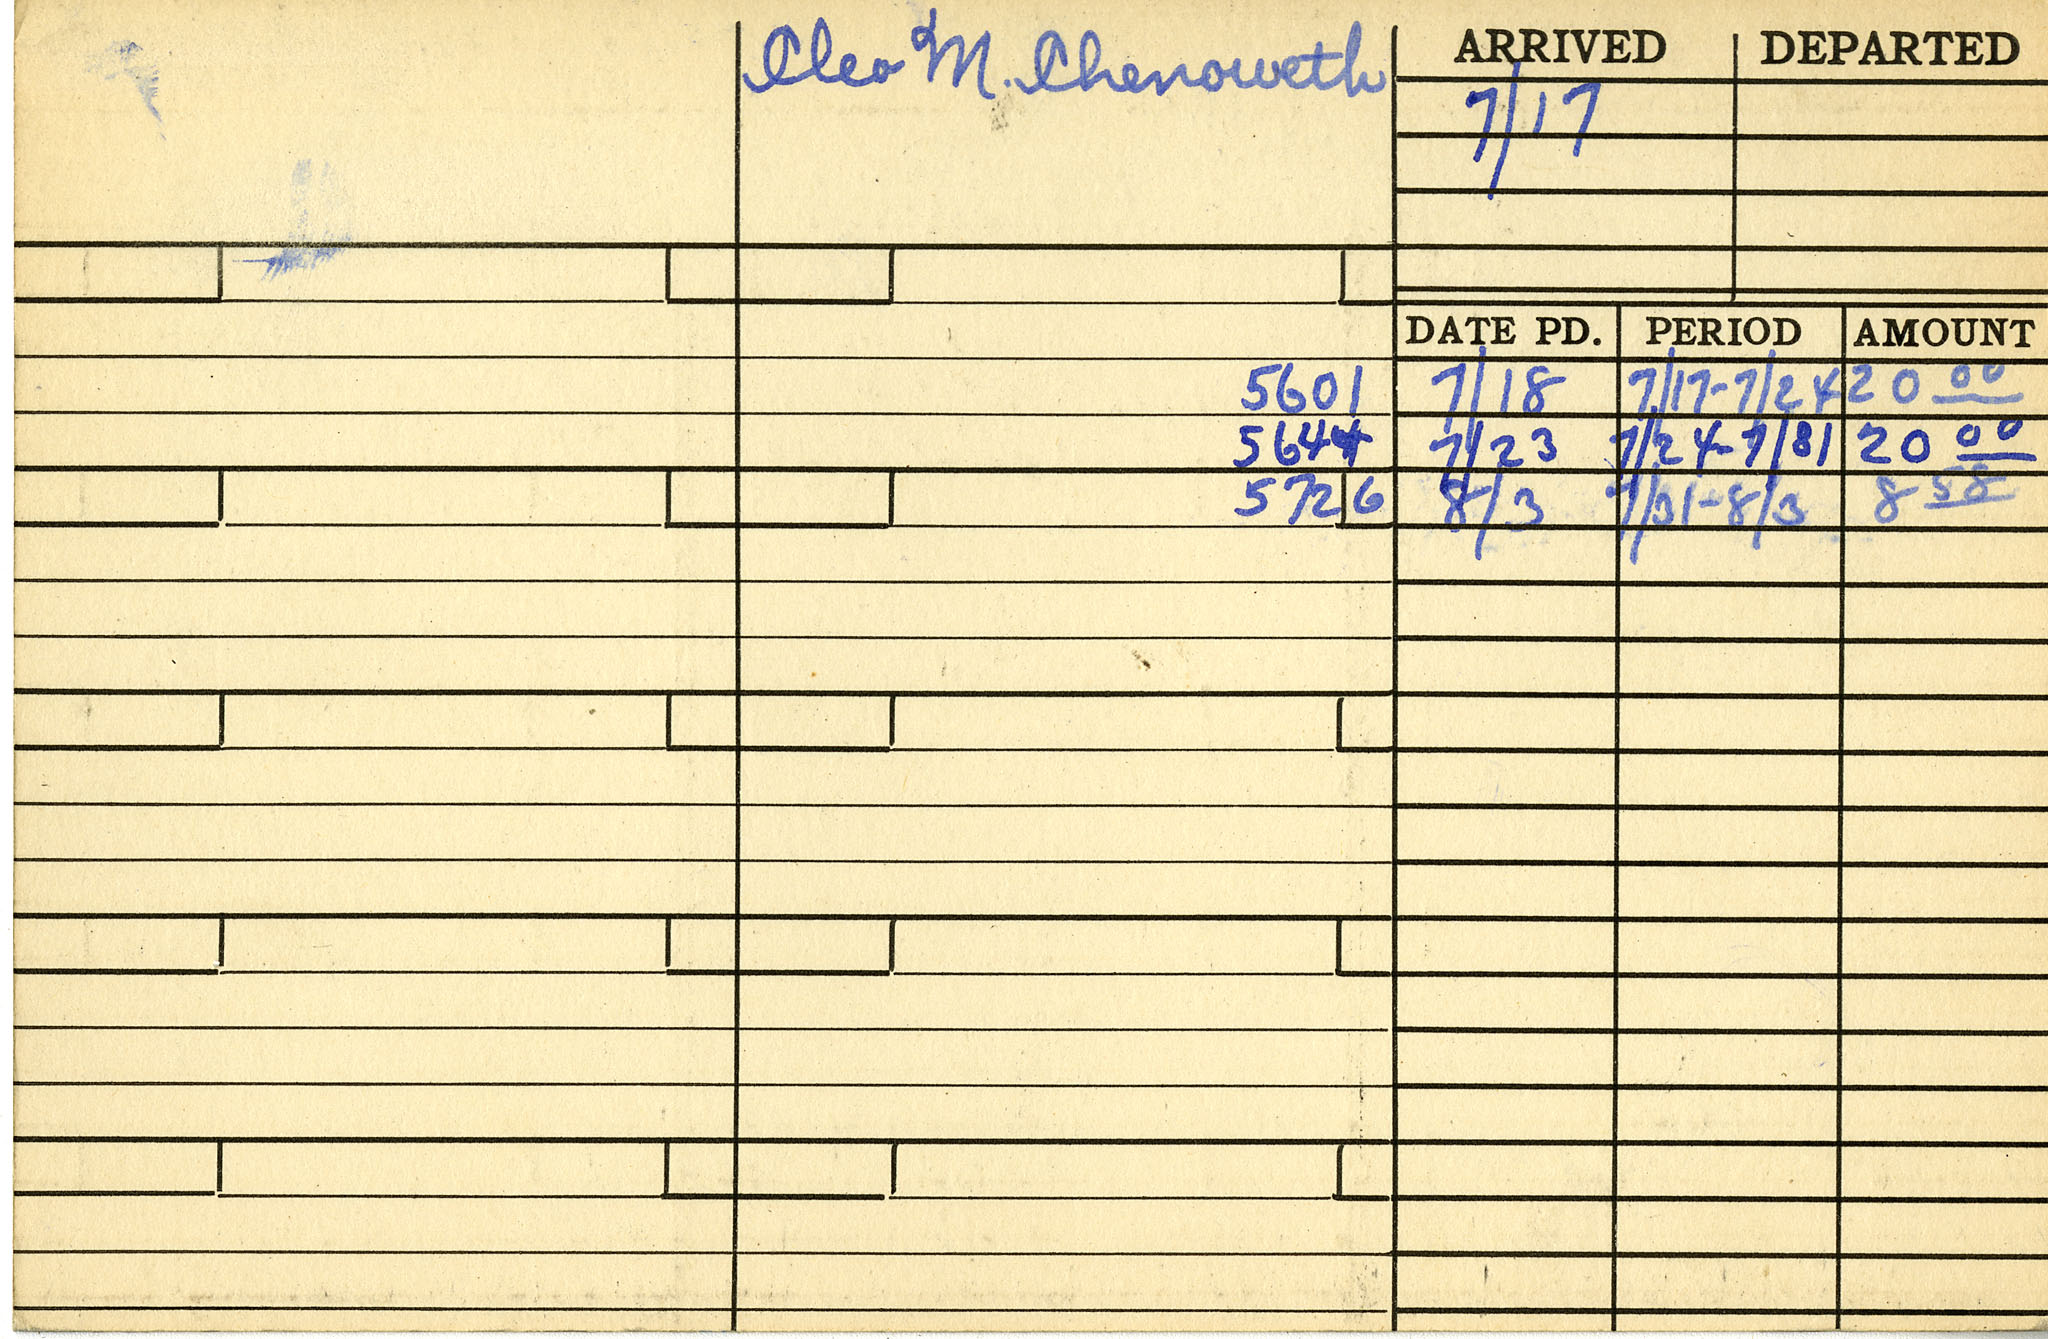 Cleo M. Chenoweth
ARRIVED DEPARTED
7/17
DATE PD. PERIOD AMOUNT
5601 7/18 7/17-7/24 20 00
5644 7/23 7/24-7/31 20 00
5726 8/3 7/31-8/3 8 58